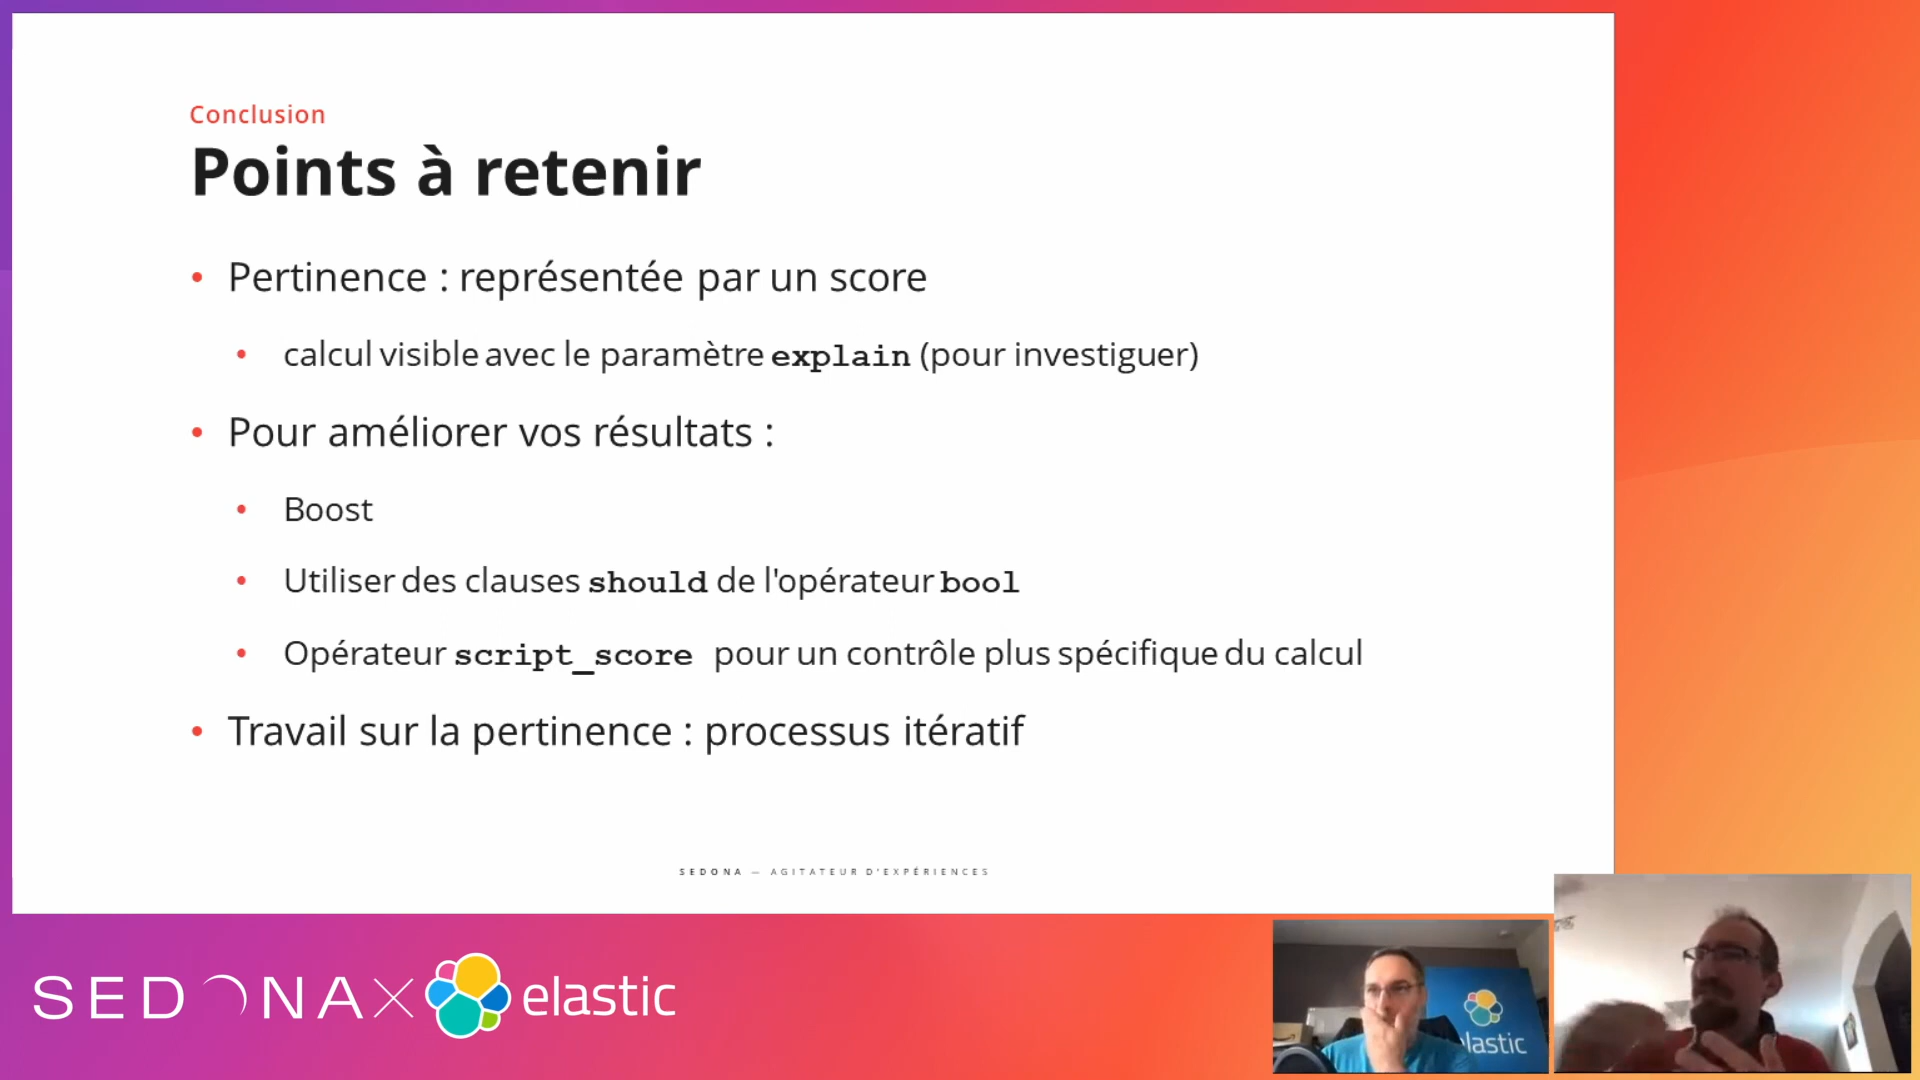 Conclusion
Points à retenir
• Pertinence : représentée par un score
• calcul visible avec le paramètre explain (pour investiguer)
• Pour améliorer vos résultats :
• Boost
• Utiliser des clauses should de l'opérateur bool
• Opérateur script_score pour un contrôle plus spécifique du calcul
• Travail sur la pertinence : processus itératif
SEDONA — AGITATEUR D'EXPÉRIENCES
SEDONA X elastic
elastic